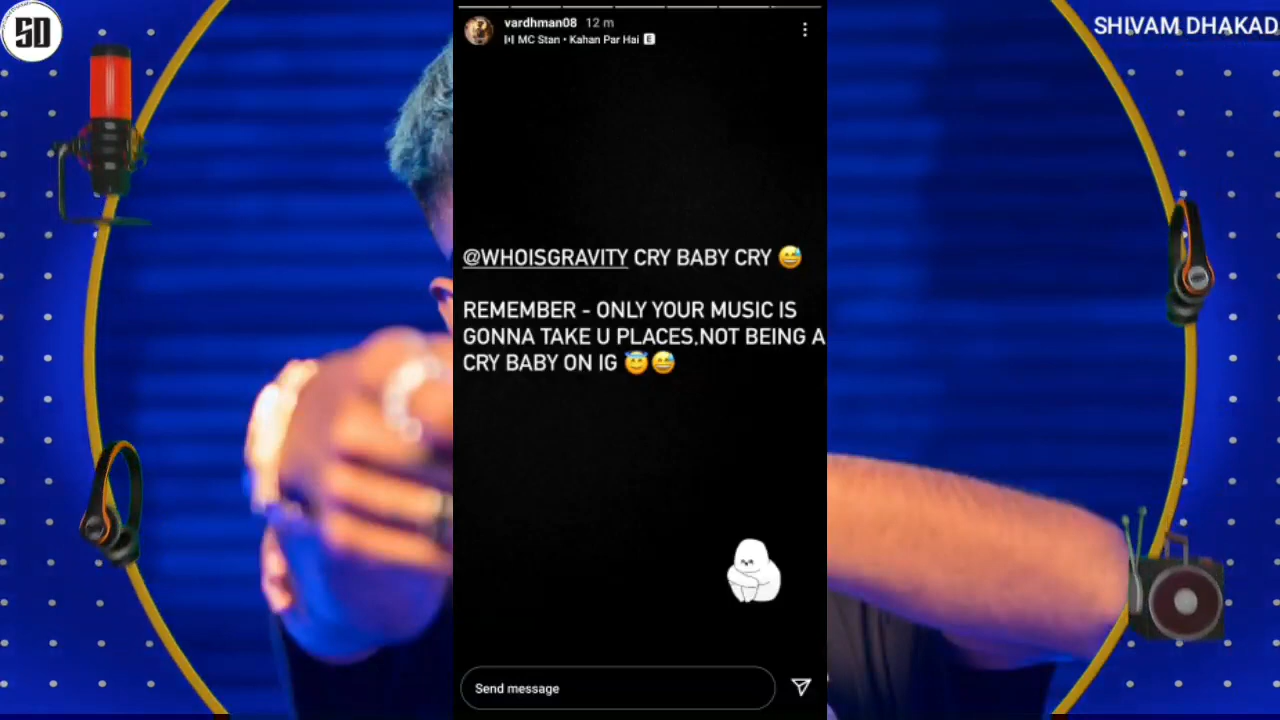 SD
SHIVAM DHAKAD
vardhman08 12 m
MC Stan • Kahan Par Hai E
@WHOISGRAVITY CRY BABY CRY 😅
REMEMBER - ONLY YOUR MUSIC IS
GONNA TAKE U PLACES,NOT BEING A
CRY BABY ON IG 😇😅
Send message